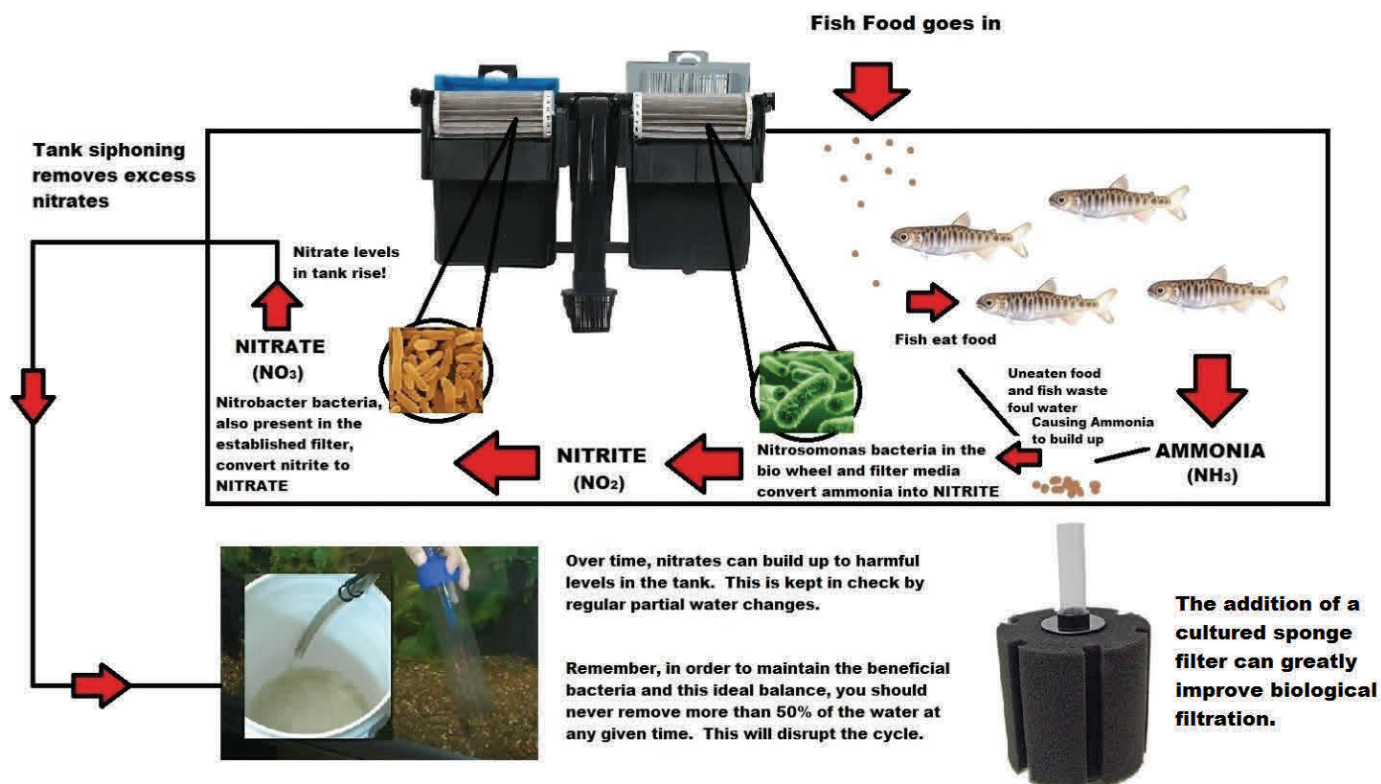 Fish Food goes in
Tank siphoning
removes excess
nitrates
Nitrate levels
in tank rise!
NITRATE
(NO₃)
Nitrobacter bacteria,
also present in the
established filter,
convert nitrite to
NITRATE
NITRITE
(NO₂)
Nitrosomonas bacteria in the
bio wheel and filter media
convert ammonia into NITRITE
Fish eat food
Uneaten food
and fish waste
foul water
Causing Ammonia
to build up
AMMONIA
(NH₃)
Over time, nitrates can build up to harmful
levels in the tank.  This is kept in check by
regular partial water changes.
Remember, in order to maintain the beneficial
bacteria and this ideal balance, you should
never remove more than 50% of the water at
any given time.  This will disrupt the cycle.
The addition of a
cultured sponge
filter can greatly
improve biological
filtration.